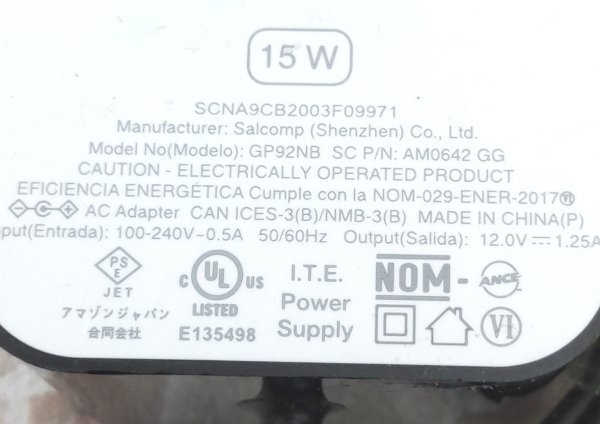 15 W
SCNA9CB2003F09971
Manufacturer: Salcomp (Shenzhen) Co., Ltd.
Model No(Modelo): GP92NB SC P/N: AM0642 GG
CAUTION - ELECTRICALLY OPERATED PRODUCT
EFICIENCIA ENERGÉTICA Cumple con la NOM-029-ENER-2017 VI
AC Adapter CAN ICES-3(B)/NMB-3(B) MADE IN CHINA(P)
put(Entrada): 100-240V~0.5A 50/60Hz Output(Salida): 12.0V⎓1.25A
PS E
JET
アマゾンジャパン
合同会社
C UL US
LISTED
E135498
I.T.E.
Power
Supply
NOM-ANCE
VI